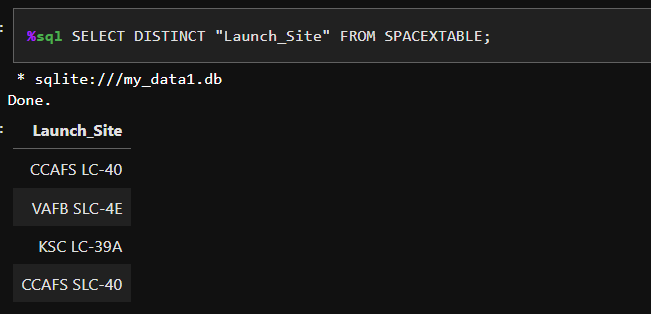 %sql SELECT DISTINCT "Launch_Site" FROM SPACEXTABLE;
* sqlite:///my_data1.db
Done.
Launch_Site
CCAFS LC-40
VAFB SLC-4E
KSC LC-39A
CCAFS SLC-40